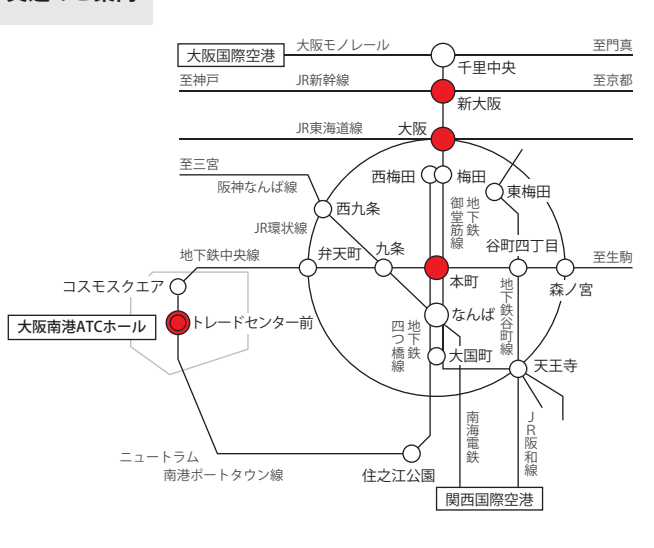 大阪モノレール
至門真
大阪国際空港
千里中央
至神戸
JR新幹線
至京都
新大阪
JR東海道線
大阪
至三宮
西梅田
梅田
東梅田
阪神なんば線
地下鉄
御堂筋線
西九条
JR環状線
谷町四丁目
地下鉄中央線
弁天町
九条
至生駒
本町
コスモスクエア
森ノ宮
地下鉄谷町線
大阪南港ATCホール
トレードセンター前
なんば
地下鉄
四つ橋線
大国町
天王寺
南海電鉄
JR阪和線
ニュートラム
南港ポートタウン線
住之江公園
関西国際空港